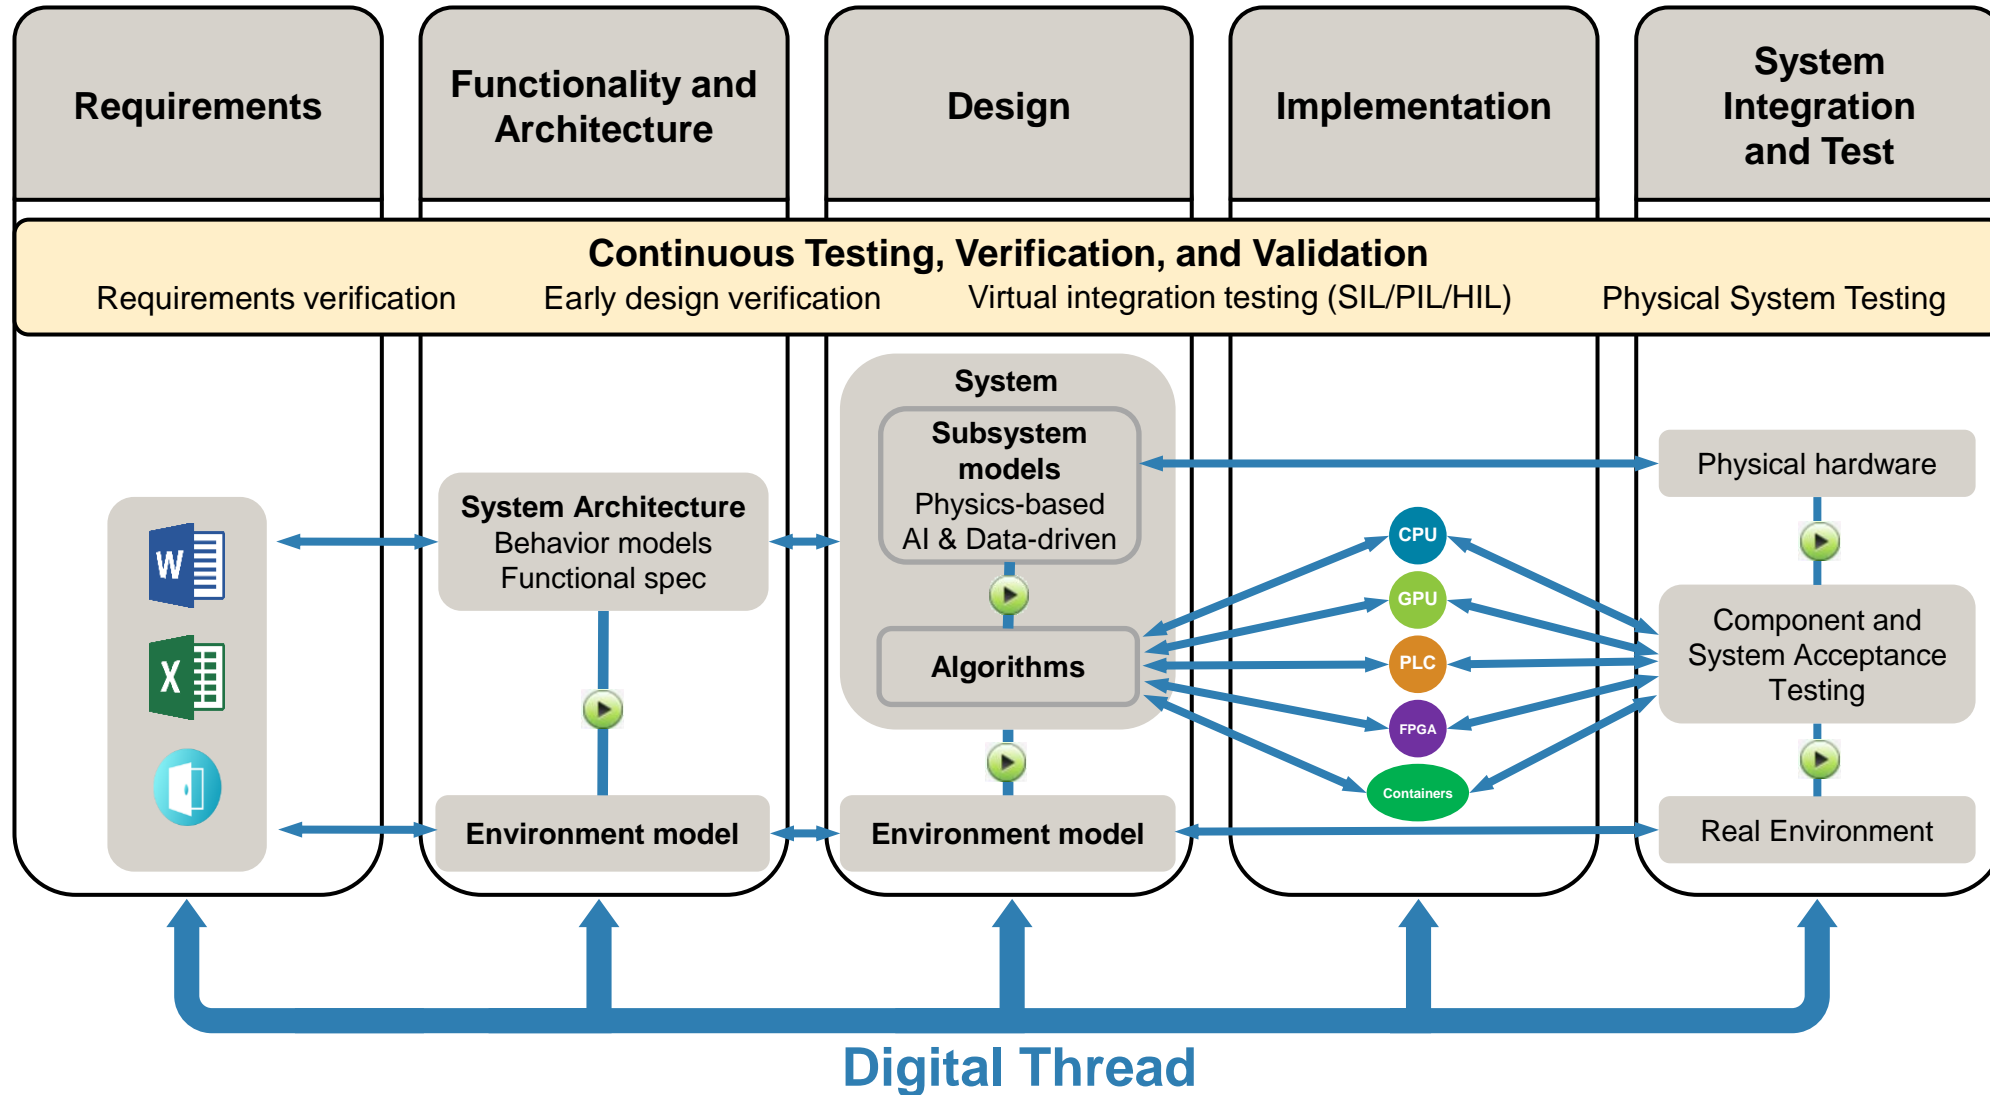 Requirements
Functionality and
Architecture
Design
Implementation
System
Integration
and Test
Continuous Testing, Verification, and Validation
Requirements verification
Early design verification
Virtual integration testing (SIL/PIL/HIL)
Physical System Testing
W
X
System Architecture
Behavior models
Functional spec
Environment model
System
Subsystem
models
Physics-based
AI & Data-driven
Algorithms
Environment model
CPU
GPU
PLC
FPGA
Containers
Physical hardware
Component and
System Acceptance
Testing
Real Environment
Digital Thread